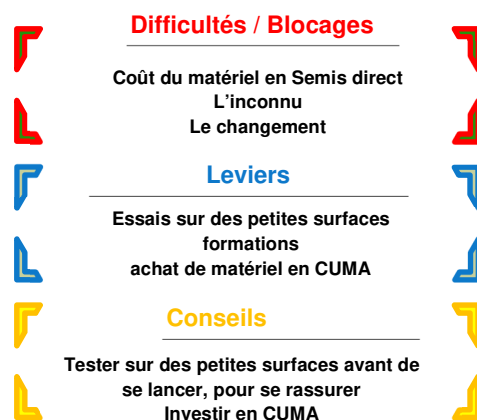 Difficultés / Blocages
Coût du matériel en Semis direct
L'inconnu
Le changement
Leviers
Essais sur des petites surfaces
formations
achat de matériel en CUMA
Conseils
Tester sur des petites surfaces avant de
se lancer, pour se rassurer
Investir en CUMA